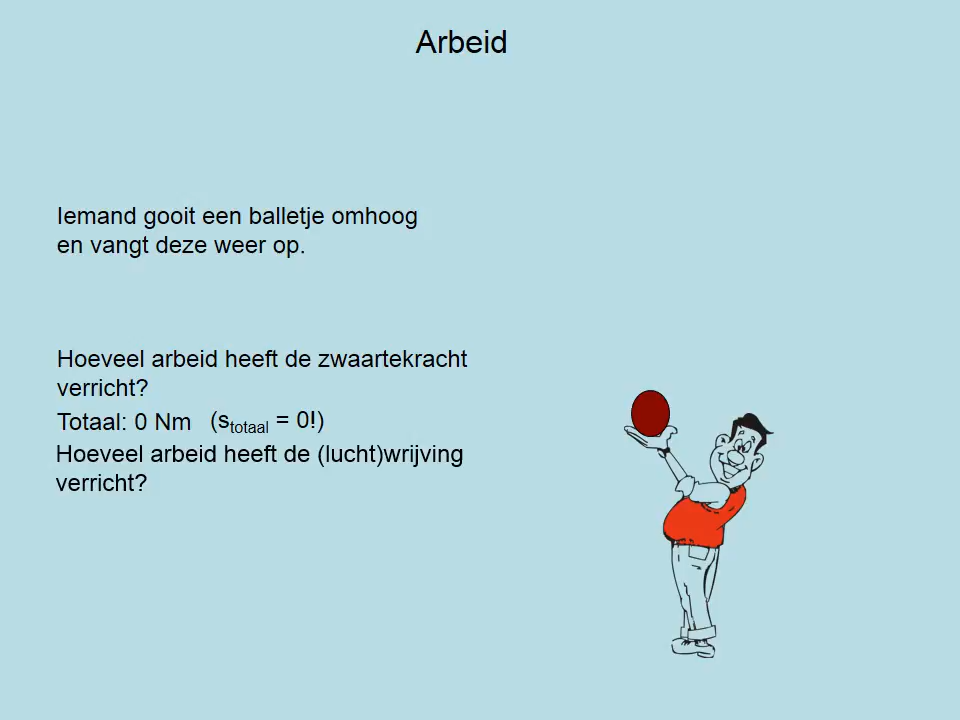 Arbeid
Iemand gooit een balletje omhoog
en vangt deze weer op.
Hoeveel arbeid heeft de zwaartekracht
verricht?
Totaal: 0 Nm (stotaal = 0!)
Hoeveel arbeid heeft de (lucht)wrijving
verricht?